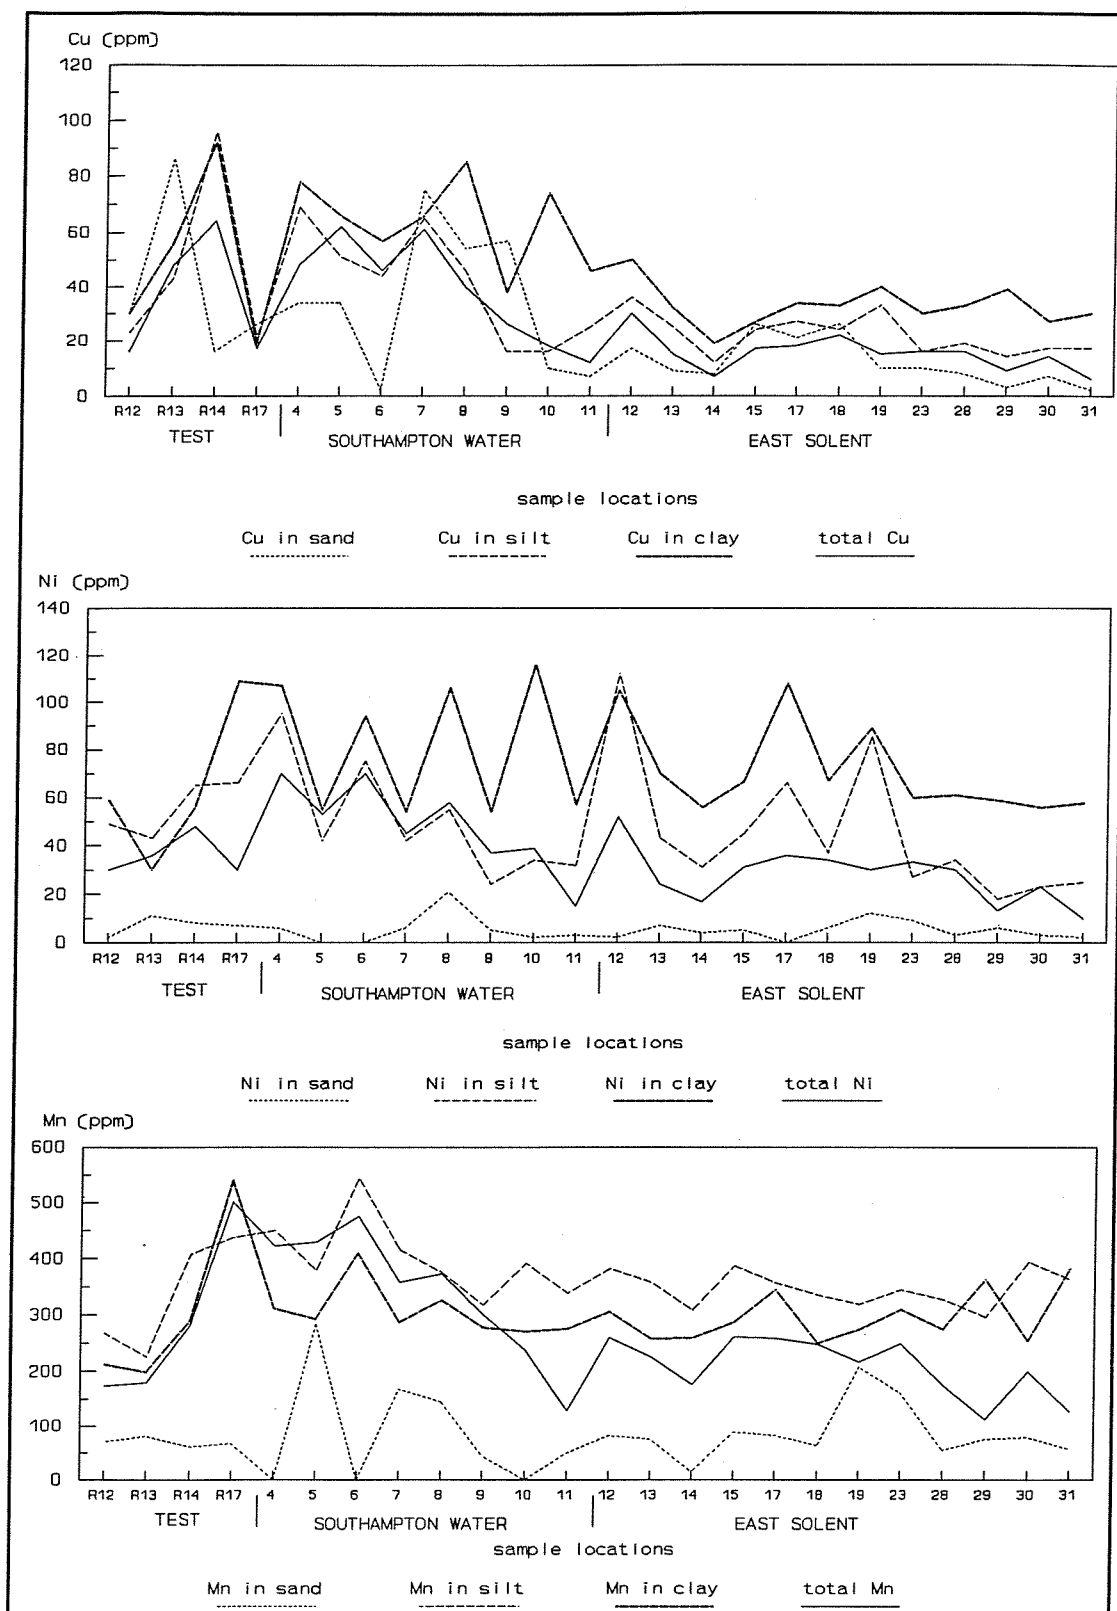 Cu (ppm)
120
100
80
60
40
20
0
R12 R13 R14 R17 4 5 6 7 8 9 10 11 12 13 14 15 17 18 19 23 28 29 30 31
TEST SOUTHAMPTON WATER EAST SOLENT
sample locations
Cu in sand Cu in silt Cu in clay total Cu
Ni (ppm)
140
120
100
80
60
40
20
0
R12 R13 R14 R17 4 5 6 7 8 9 10 11 12 13 14 15 17 18 19 23 28 29 30 31
TEST SOUTHAMPTON WATER EAST SOLENT
sample locations
Ni in sand Ni in silt Ni in clay total Ni
Mn (ppm)
600
500
400
300
200
100
0
R12 R13 R14 R17 4 5 6 7 8 9 10 11 12 13 14 15 17 18 19 23 28 29 30 31
TEST SOUTHAMPTON WATER EAST SOLENT
sample locations
Mn in sand Mn in silt Mn in clay total Mn